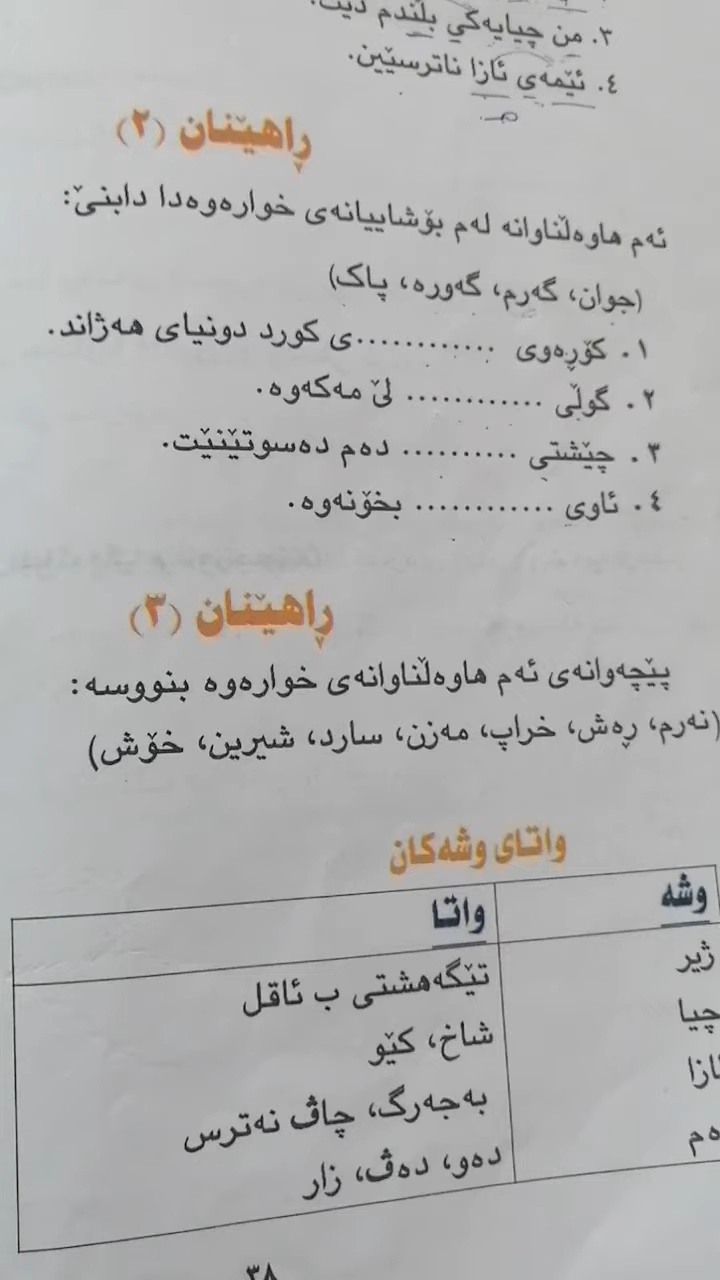 ٣. من چیایەکی بڵندم دیت.
٤. ئێمەی ئازا ناترسێین.
ڕاهێنان (٢)
ئەم هاوەڵناوانە لەم بۆشاییانەی خوارەوەدا دابنێ:
(جوان، گەرم، گەورە، پاک)
١. کۆڕەوی ............ی کورد دونیای هەژاند.
٢. گوڵی ............ لێ مەکەوە.
٣. چێشتی .......... دەم دەسوتێنێت.
٤. ئاوی ............ بخۆنەوە.
ڕاهێنان (٣)
پێچەوانەی ئەم هاوەڵناوانەی خوارەوە بنووسە:
(نەرم، ڕەش، خراپ، مەزن، سارد، شیرین، خۆش)
واتای وشەکان
وشە واتا
ژیر تێگەهشتی ب ئاقل
چیا شاخ، کێو
ئازا بەجەرگ، چاڤ نەترس
دەو، دەڤ، زار
٣٨